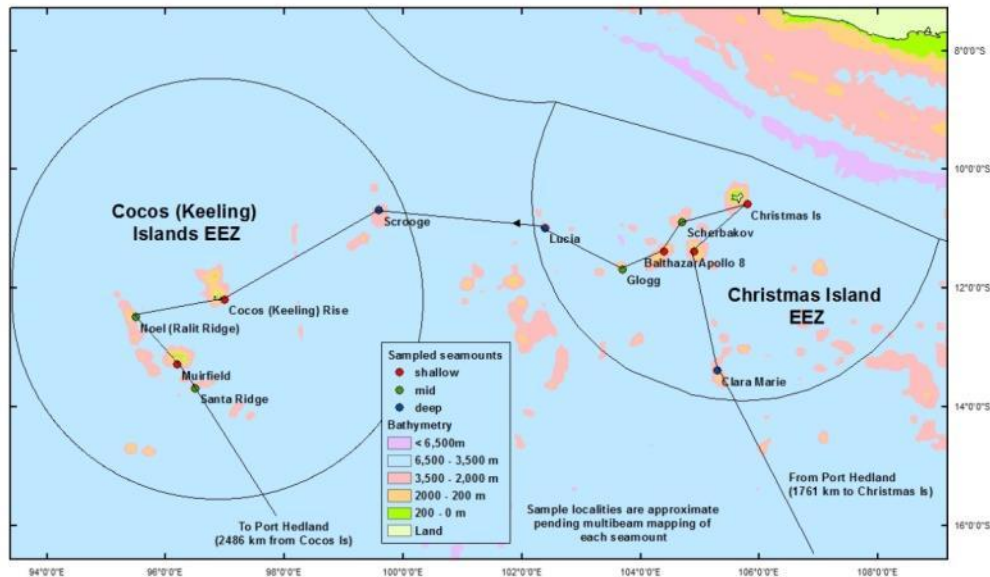 8°0'0"S
10°0'0"S
12°0'0"S
14°0'0"S
16°0'0"S
Cocos (Keeling)
Islands EEZ
Scrooge
Lucia
Christmas Is
Scherbakov
Balthazar
Apollo 8
Glogg
Christmas Island
EEZ
Cocos (Keeling) Rise
Noel (Ralit Ridge)
Muirfield
Santa Ridge
Clara Marie
Sampled seamounts
shallow
mid
deep
Bathymetry
< 6,500m
6,500 - 3,500 m
3,500 - 2,000 m
2000 - 200 m
200 - 0 m
Land
From Port Hedland
(1761 km to Christmas Is)
Sample localities are approximate
pending multibeam mapping of
each seamount
To Port Hedland
(2486 km from Cocos Is)
94°0'0"E
96°0'0"E
98°0'0"E
100°0'0"E
102°0'0"E
104°0'0"E
106°0'0"E
108°0'0"E